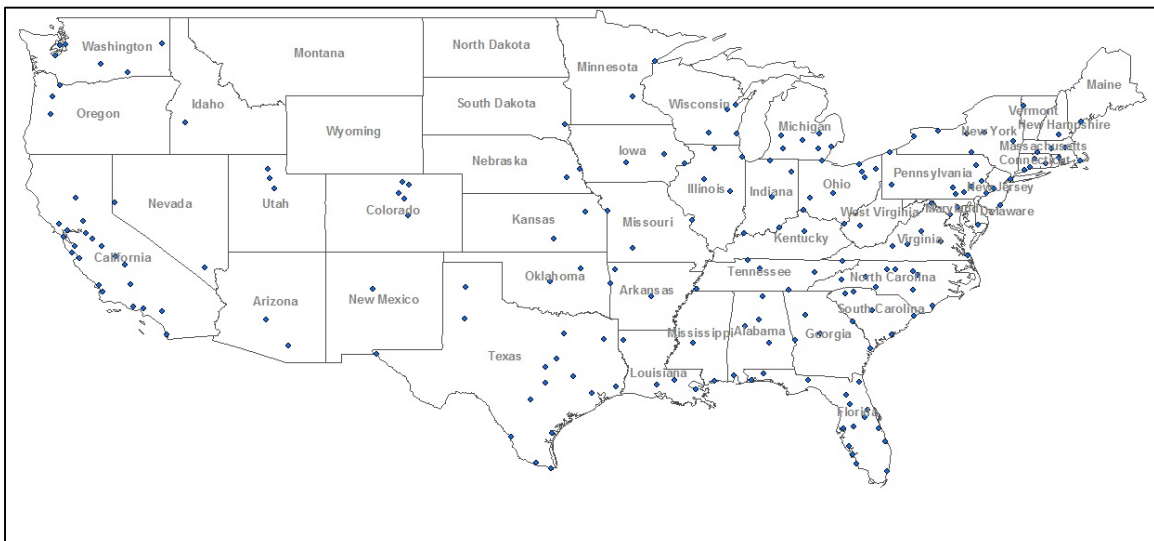 Washington
Montana
North Dakota
Minnesota
Maine
Oregon
Idaho
South Dakota
Wisconsin
Michigan
Vermont
New York
New Hampshire
Wyoming
Massachusetts
Connecticut
Nebraska
Iowa
Pennsylvania
Nevada
Utah
Colorado
Illinois
Indiana
Ohio
New Jersey
Kansas
Missouri
West Virginia
Maryland
Delaware
California
Kentucky
Virginia
Oklahoma
Tennessee
North Carolina
Arizona
New Mexico
Arkansas
South Carolina
Texas
Mississippi
Alabama
Georgia
Louisiana
Florida